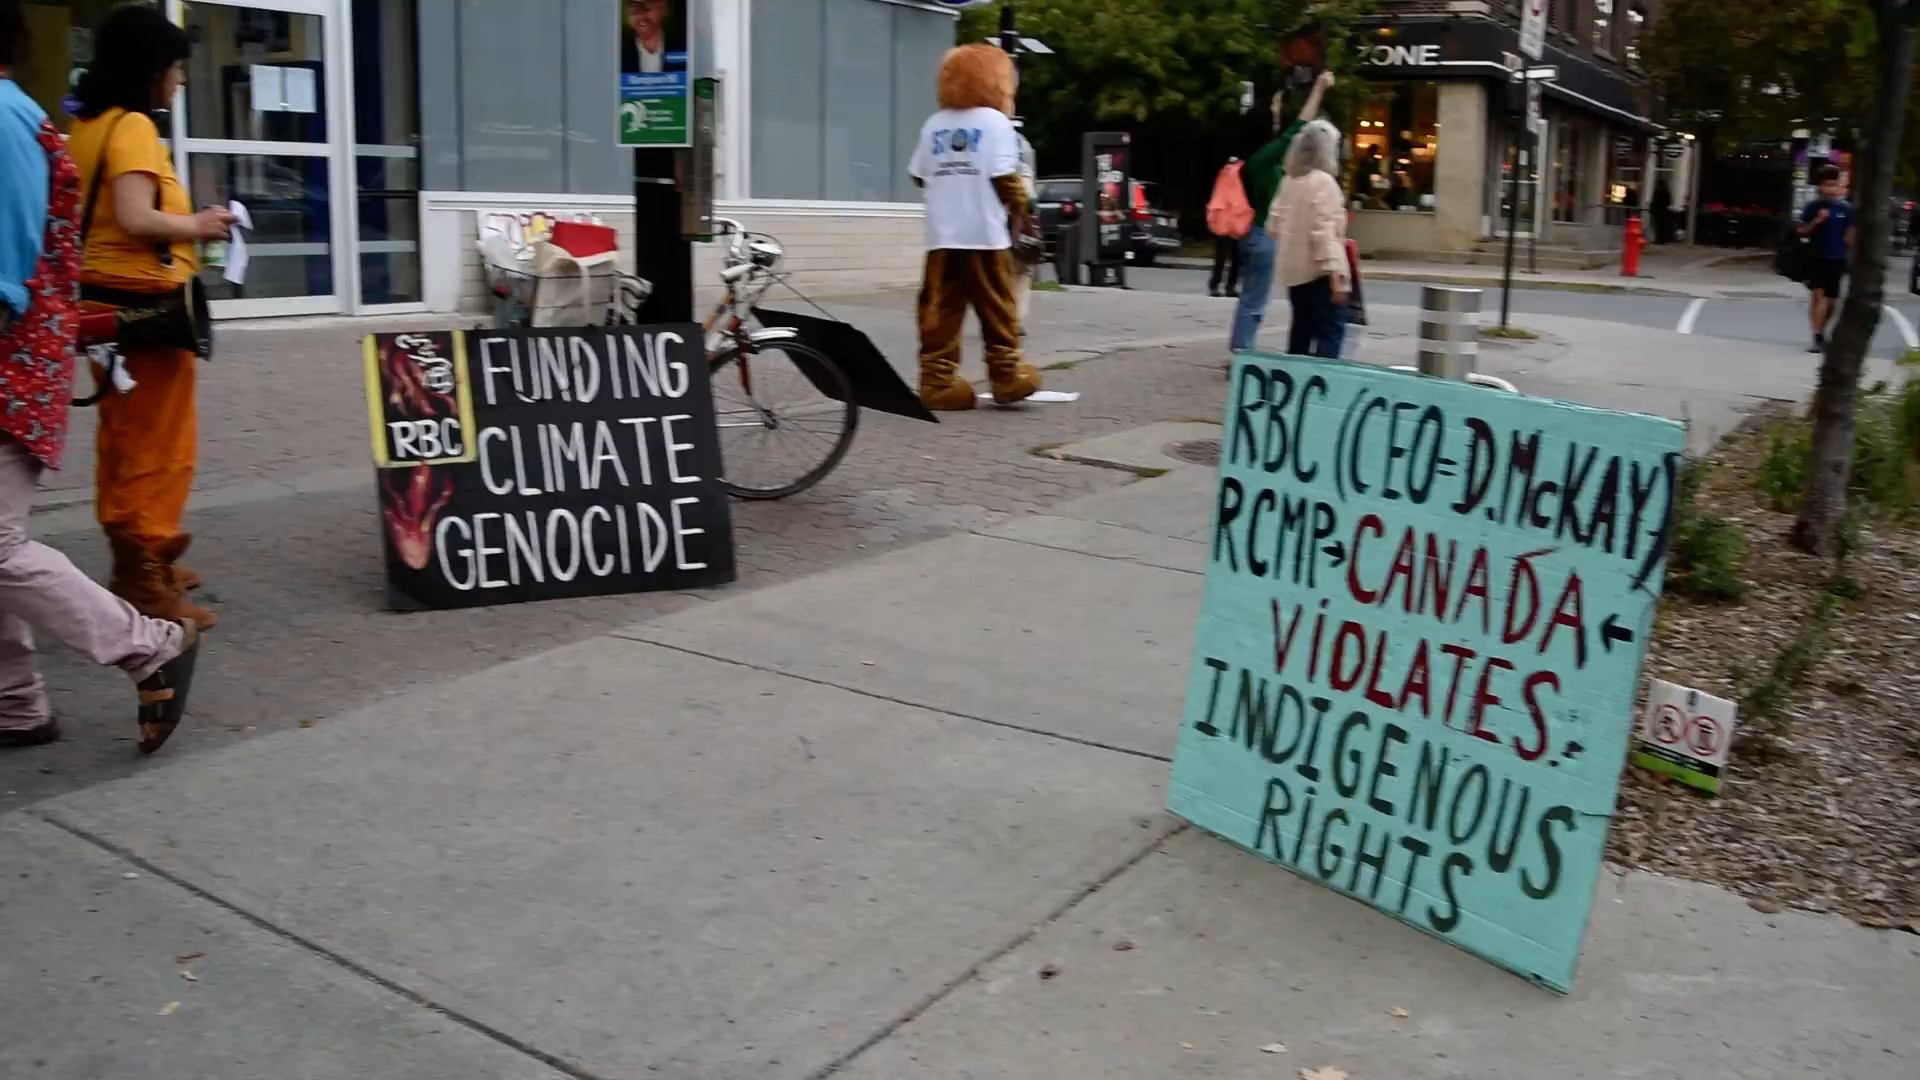 ZONE
STOP
RBC
FUNDING
CLIMATE
GENOCIDE
RBC (CEO=D.McKAY)
RCMP→CANADA←
VIOLATES:
INDIGENOUS
RIGHTS